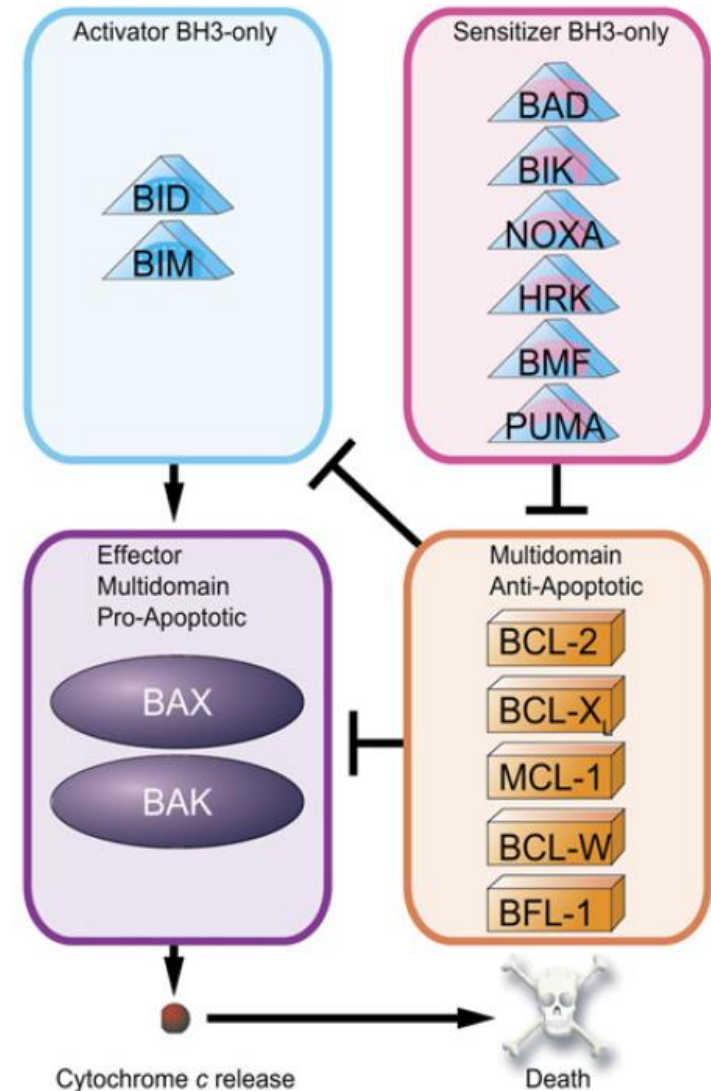 Activator BH3-only
BID
BIM
Sensitizer BH3-only
BAD
BIK
NOXA
HRK
BMF
PUMA
Effector
Multidomain
Pro-Apoptotic
BAX
BAK
Multidomain
Anti-Apoptotic
BCL-2
BCL-XL
MCL-1
BCL-W
BFL-1
Cytochrome c release
Death